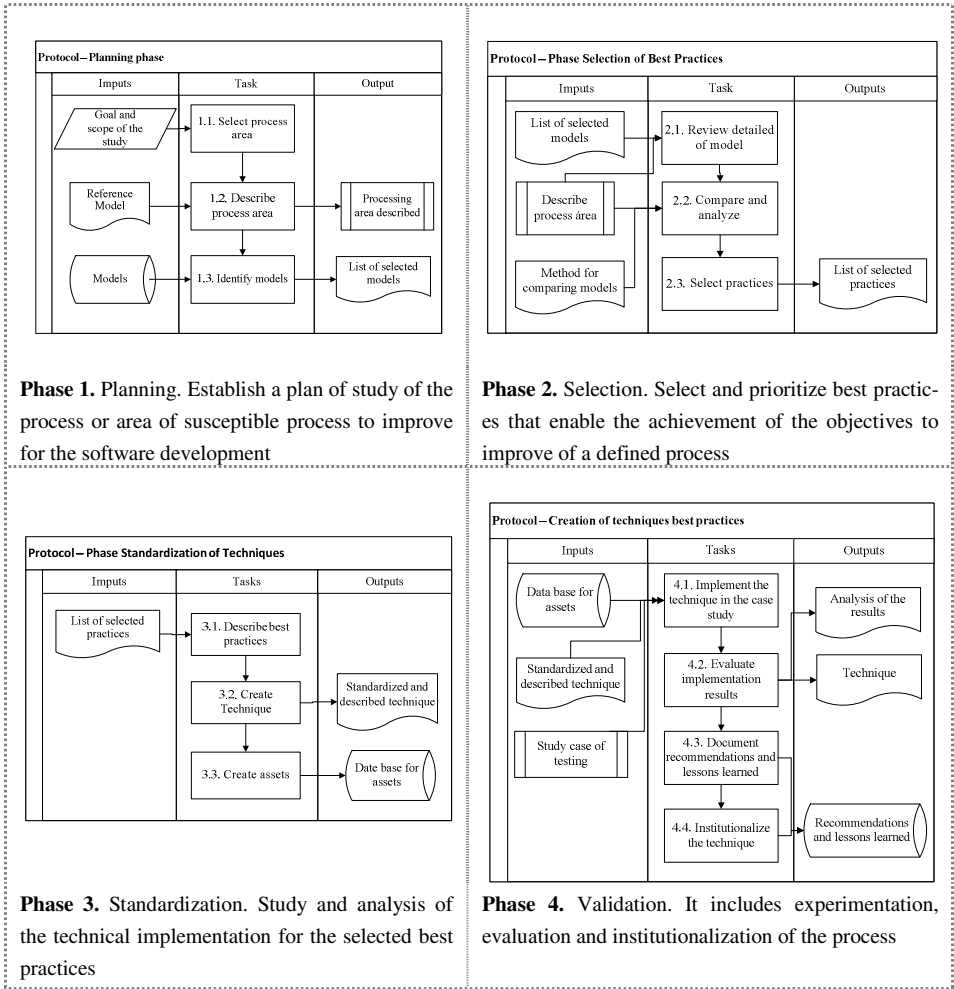 Protocol – Planning phase
Imputs
Task
Output
Goal and
scope of the
study
1.1. Select process
area
Reference
Model
1.2. Describe
process area
Processing
area described
Models
1.3. Identify models
List of selected
models
Phase 1. Planning. Establish a plan of study of the
process or area of susceptible process to improve
for the software development
Protocol – Phase Selection of Best Practices
Imputs
Task
Outputs
List of selected
models
2.1. Review detailed
of model
Describe
process área
2.2. Compare and
analyze
Method for
comparing models
2.3. Select practices
List of selected
practices
Phase 2. Selection. Select and prioritize best practic-
es that enable the achievement of the objectives to
improve of a defined process
Protocol – Phase Standardization of Techniques
Imputs
Tasks
Outputs
List of selected
practices
3.1. Describe best
practices
3.2. Create
Technique
Standardized and
described technique
3.3. Create assets
Date base for
assets
Phase 3. Standardization. Study and analysis of
the technical implementation for the selected best
practices
Protocol – Creation of techniques best practices
Inputs
Tasks
Outputs
Data base for
assets
4.1. Implement the
technique in the case
study
Analysis of the
results
Standardized and
described technique
4.2. Evaluate
implementation
results
Technique
Study case of
testing
4.3. Document
recommendations and
lessons learned
4.4. Institutionalize
the technique
Recommendations
and lessons learned
Phase 4. Validation. It includes experimentation,
evaluation and institutionalization of the process